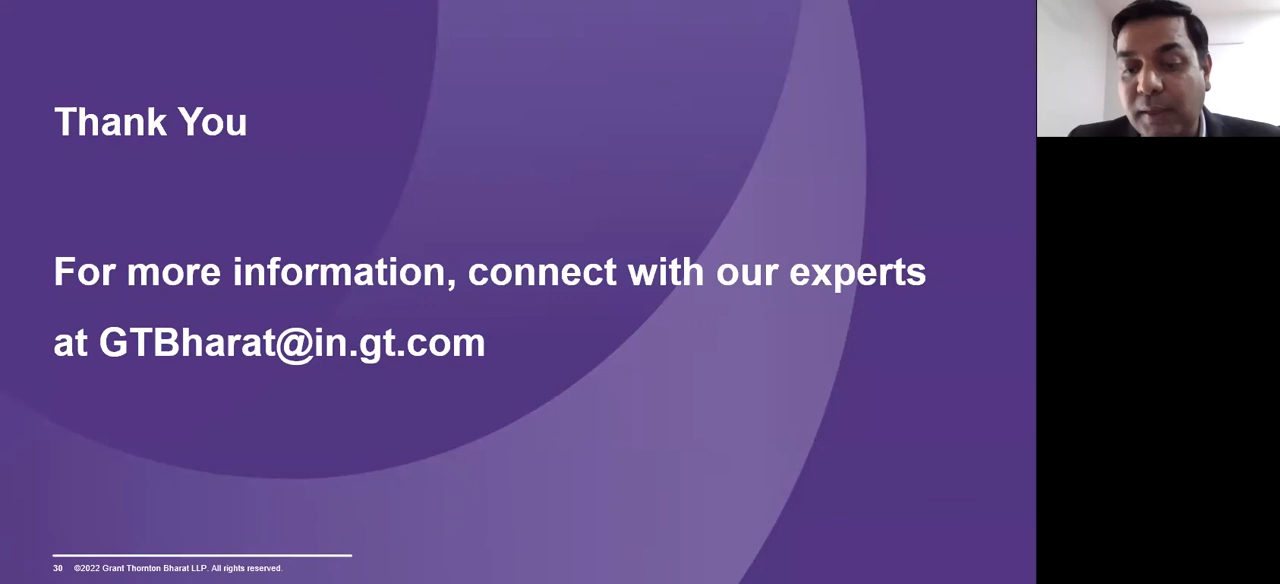 Thank You
For more information, connect with our experts
at GTBharat@in.gt.com
30 ©2022 Grant Thornton Bharat LLP. All rights reserved.